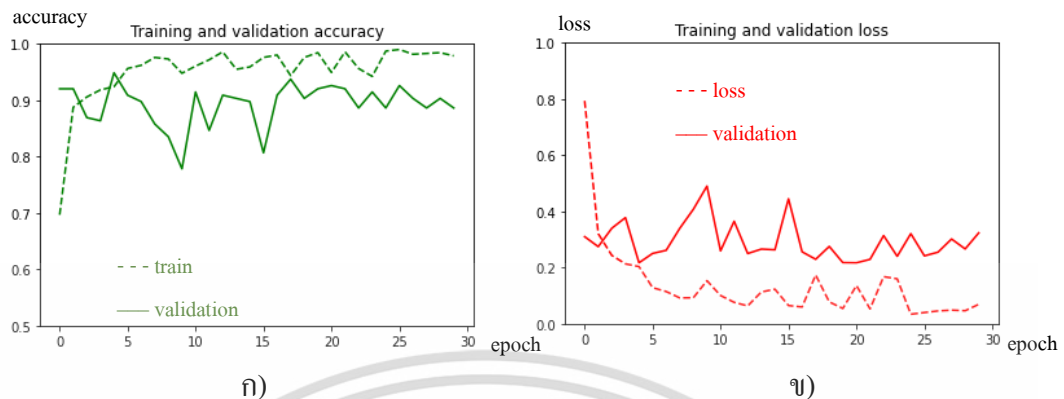 accuracy
Training and validation accuracy
1.0
0.9
0.8
0.7
0.6
0.5
train
validation
0 5 10 15 20 25 30
epoch
ก)
loss
Training and validation loss
1.0
0.8
0.6
0.4
0.2
0.0
loss
validation
0 5 10 15 20 25 30
epoch
ข)